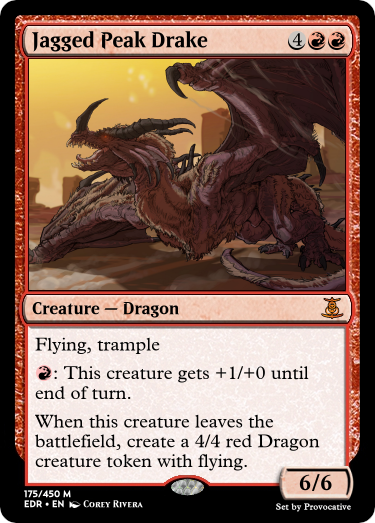 Jagged Peak Drake 4
Creature — Dragon
Flying, trample
: This creature gets +1/+0 until
end of turn.
When this creature leaves the
battlefield, create a 4/4 red Dragon
creature token with flying.
6/6
175/450 M
EDR • EN Corey Rivera
Set by Provocative